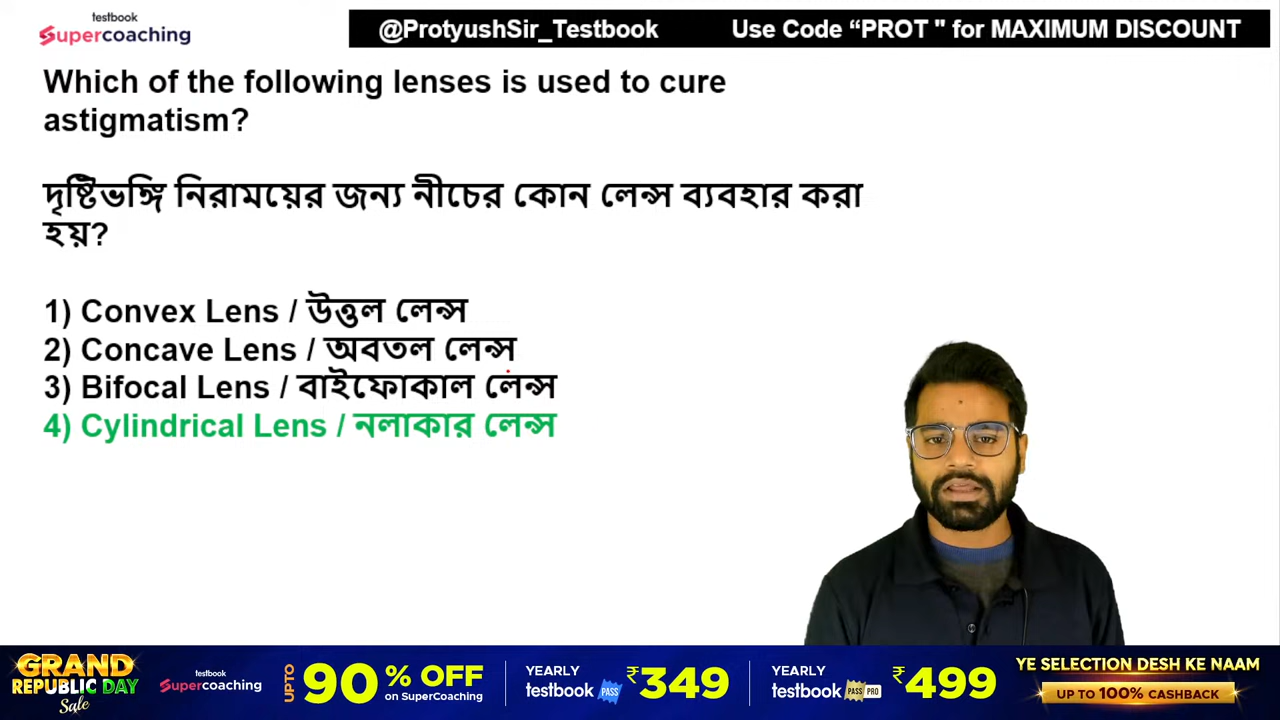 testbook
Supercoaching
@ProtyushSir_Testbook
Use Code “PROT " for MAXIMUM DISCOUNT
Which of the following lenses is used to cure
astigmatism?
দৃষ্টিভঙ্গি নিরাময়ের জন্য নীচের কোন লেন্স ব্যবহার করা
হয়?
1) Convex Lens / উত্তল লেন্স
2) Concave Lens / অবতল লেন্স
3) Bifocal Lens / বাইফোকাল লেন্স
4) Cylindrical Lens / নলাকার লেন্স
GRAND
REPUBLIC DAY
Sale
testbook
Supercoaching
UPTO
90 % OFF
on SuperCoaching
YEARLY
testbook PASS
₹349
YEARLY
testbook PASS PRO
₹499
YE SELECTION DESH KE NAAM
UP TO 100% CASHBACK